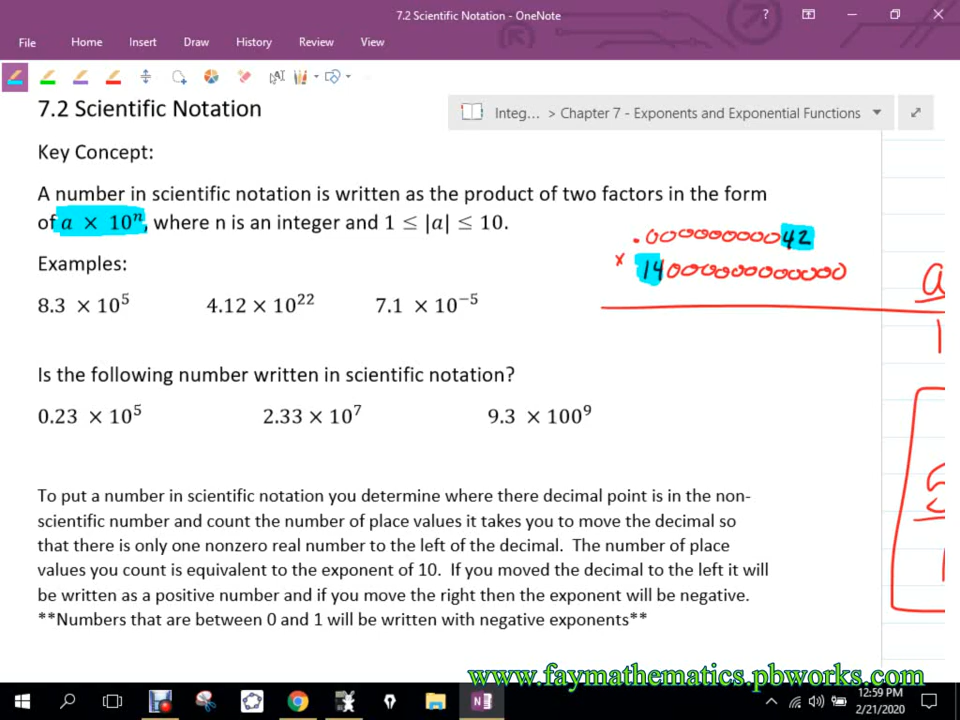 7.2 Scientific Notation - OneNote
?
File Home Insert Draw History Review View
7.2 Scientific Notation
Integ... > Chapter 7 - Exponents and Exponential Functions
Key Concept:
A number in scientific notation is written as the product of two factors in the form
of a × 10ⁿ, where n is an integer and 1 ≤ |a| ≤ 10.
Examples:
8.3 × 10⁵ 4.12 × 10²² 7.1 × 10⁻⁵
.00000000042
× 1400000000000
a
1
Is the following number written in scientific notation?
0.23 × 10⁵ 2.33 × 10⁷ 9.3 × 100⁹
To put a number in scientific notation you determine where there decimal point is in the non-
scientific number and count the number of place values it takes you to move the decimal so
that there is only one nonzero real number to the left of the decimal. The number of place
values you count is equivalent to the exponent of 10. If you moved the decimal to the left it will
be written as a positive number and if you move the right then the exponent will be negative.
**Numbers that are between 0 and 1 will be written with negative exponents**
www.faymathematics.pbworks.com
12:59 PM
2/21/2020